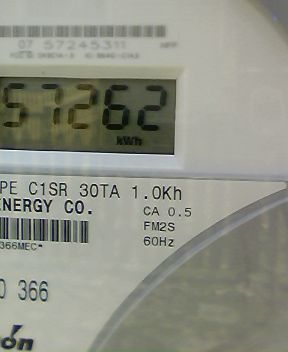 07 57245311
57262
kWh
PE C1SR 30TA 1.0Kh
ENERGY CO.
CA 0.5
FM2S
60Hz
366MEC*
0 366
ón